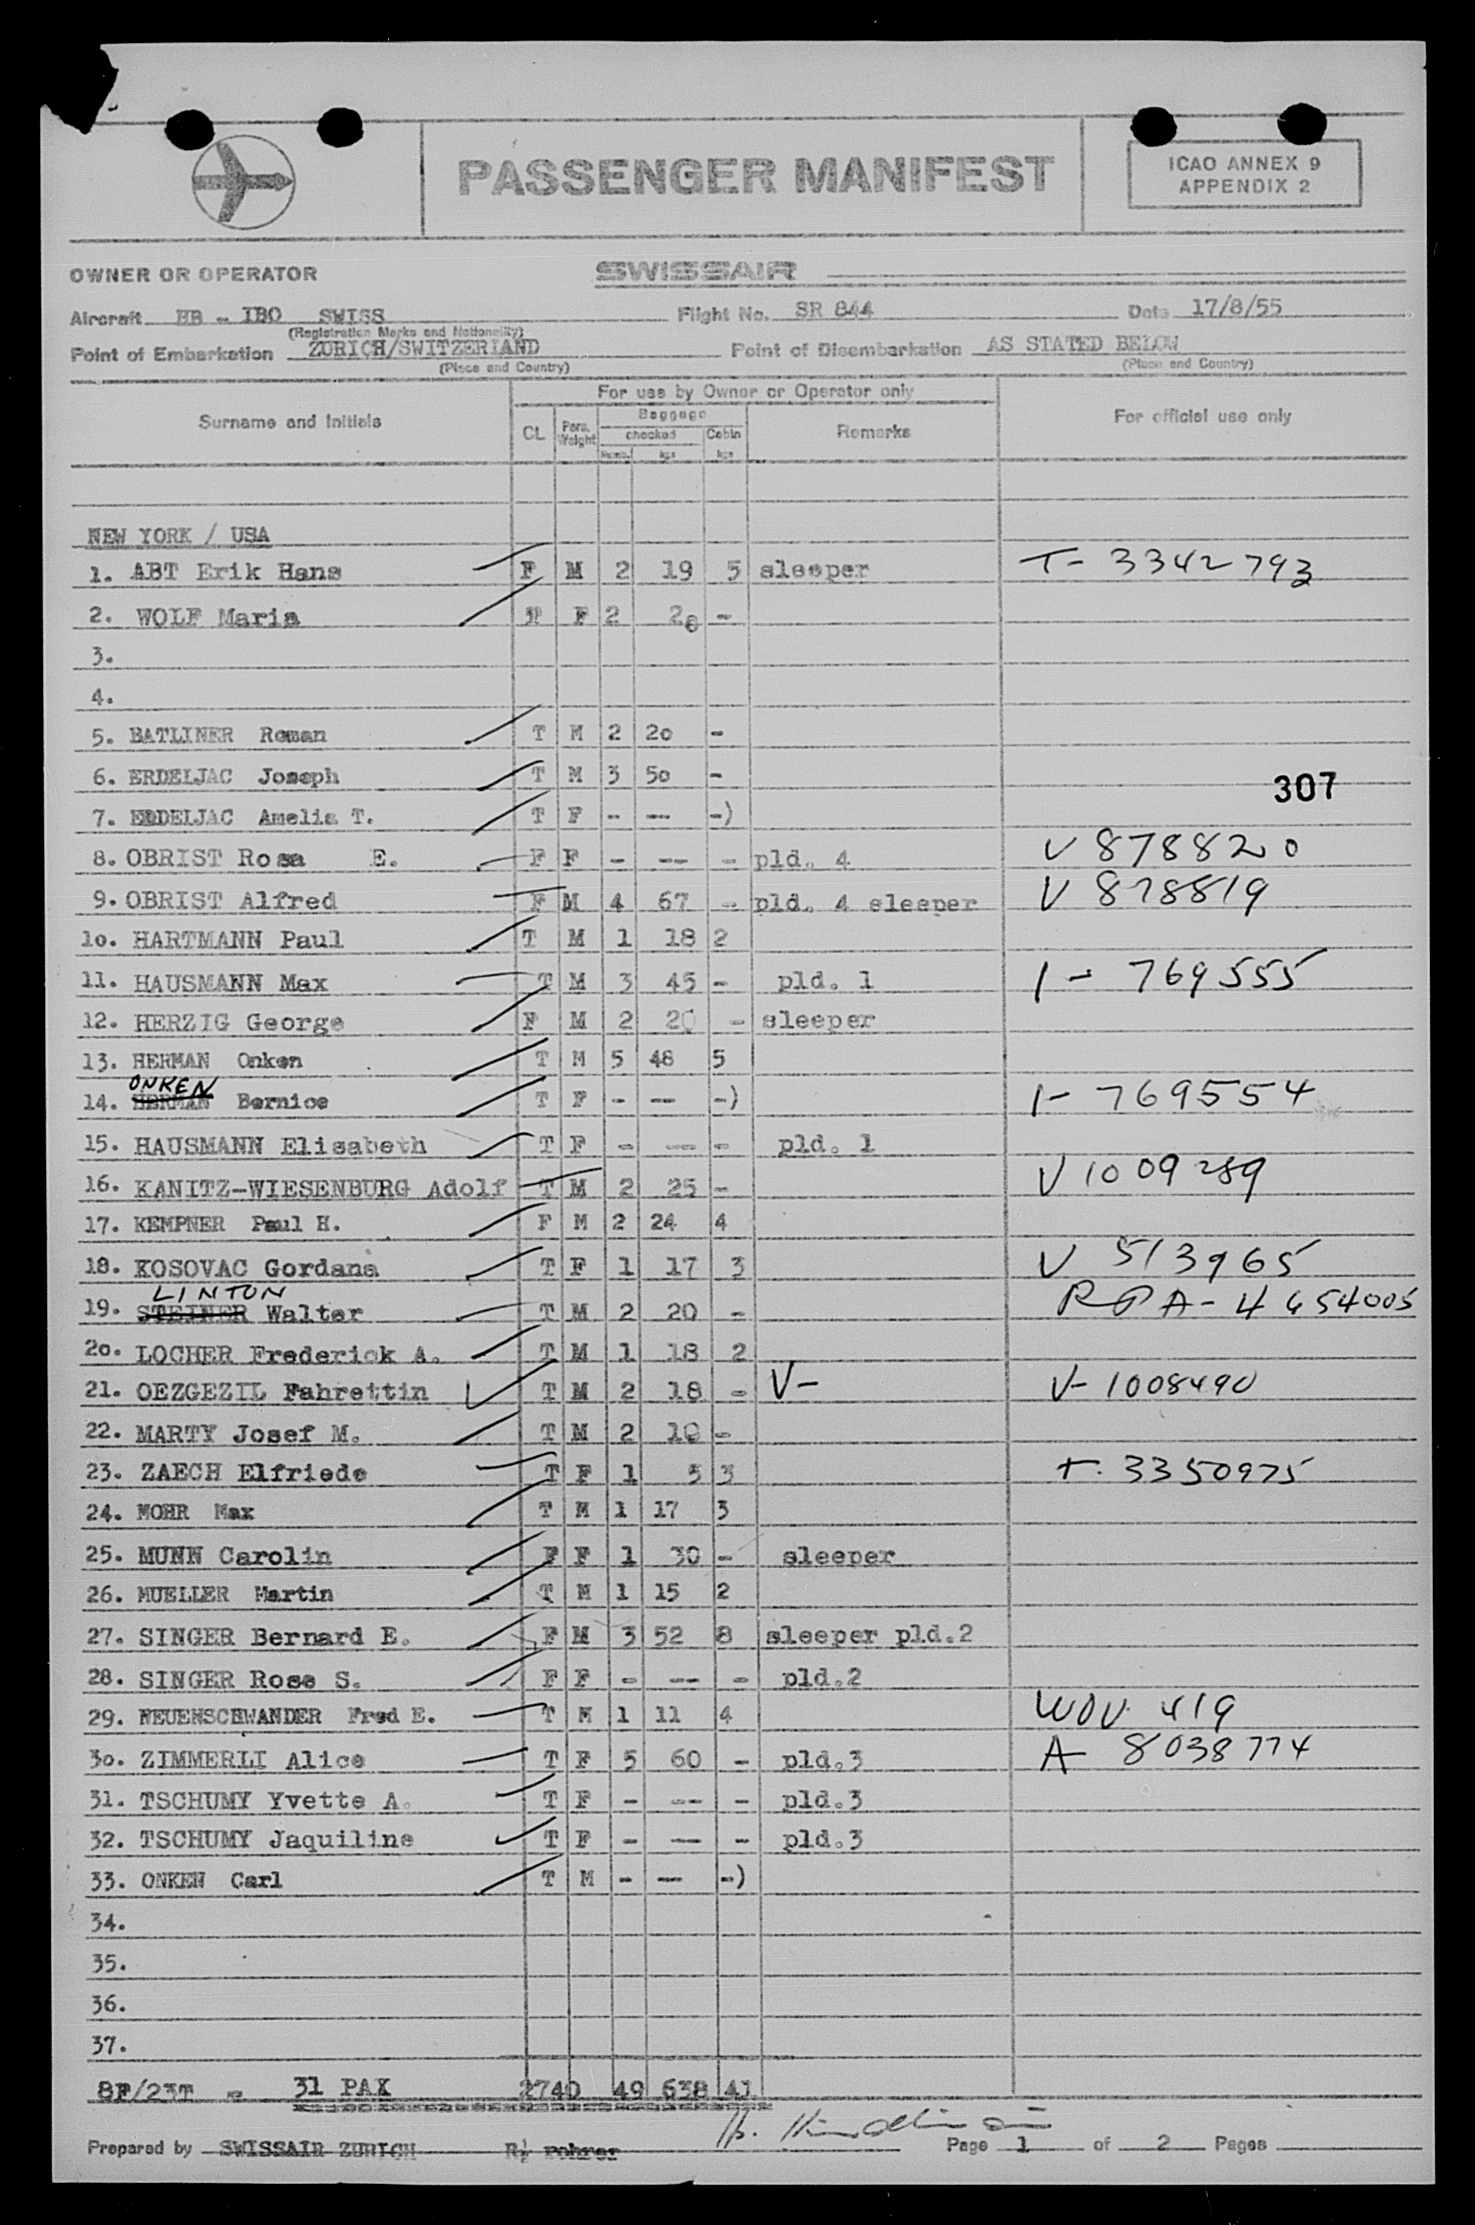 PASSENGER MANIFEST
ICAO ANNEX 9
APPENDIX 2
OWNER OR OPERATOR SWISSAIR
Aircraft HB - IBO SWISS Flight No. SR 844 Date 17/8/55
(Registration Marks and Nationality)
Point of Embarkation ZURICH/SWITZERLAND Point of Disembarkation AS STATED BELOW
(Place and Country) (Place and Country)
For use by Owner or Operator only
Surname and Initials CL Pers. Weight Baggage checked Cabin Remarks For official use only
Numb. kgs kgs
NEW YORK / USA
1. ABT Erik Hans F M 2 19 5 sleeper T- 3342793
2. WOLF Maria T F 2 28 -
3.
4.
5. BATLINER Roman T M 2 20 -
6. ERDELJAC Joseph T M 3 50 -
307
7. ERDELJAC Amelia T. T F - -- -)
8. OBRIST Rosa E. F F - -- - pld. 4 V 878820
9. OBRIST Alfred F M 4 67 - pld. 4 sleeper V 878819
10. HARTMANN Paul T M 1 18 2
11. HAUSMANN Max T M 3 45 - pld. 1 I - 769555
12. HERZIG George F M 2 20 - sleeper
13. HERMAN Onken T M 5 48 5
ONKEN
14. HERMAN Bernice T F - -- -) I- 769554
15. HAUSMANN Elisabeth T F - -- - pld. 1
16. KANITZ-WIESENBURG Adolf T M 2 25 - V 1009289
17. KEMPNER Paul H. F M 2 24 4
18. KOSOVAC Gordana T F 1 17 3 V 513965
LINTON
19. STEINER Walter T M 2 20 - A- 4654005
20. LOCHER Frederick A. T M 1 18 2
21. OEZGEZIL Fahrettin T M 2 18 - V- V- 1008490
22. MARTY Josef M. T M 2 10 -
23. ZAECH Elfriede T F 1 5 3 T. 3350975
24. MOHR Max T M 1 17 3
25. MUNN Carolin F F 1 30 - sleeper
26. MUELLER Martin T M 1 15 2
27. SINGER Bernard E. F M 3 52 8 sleeper pld.2
28. SINGER Rose S. F F - -- - pld.2
29. NEUENSCHWANDER Fred E. T M 1 11 4 419
30. ZIMMERLI Alice T F 5 60 - pld.3 A- 8038774
31. TSCHUMY Yvette A. T F - -- - pld.3
32. TSCHUMY Jaquiline T F - -- - pld.3
33. ONKEN Carl T M - -- -)
34.
35.
36.
37.
8F/23T - 31 PAX 2740 49 638 41
Prepared by SWISSAIR ZURICH R. Rohrer Page 1 of 2 Pages